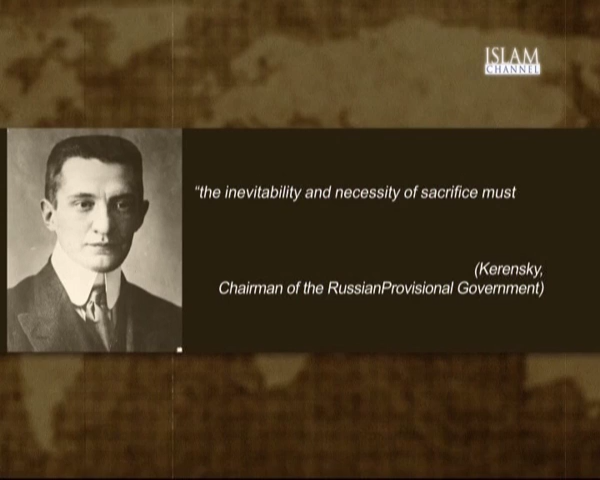 ISLAM
CHANNEL
"the inevitability and necessity of sacrifice must
(Kerensky,
Chairman of the RussianProvisional Government)